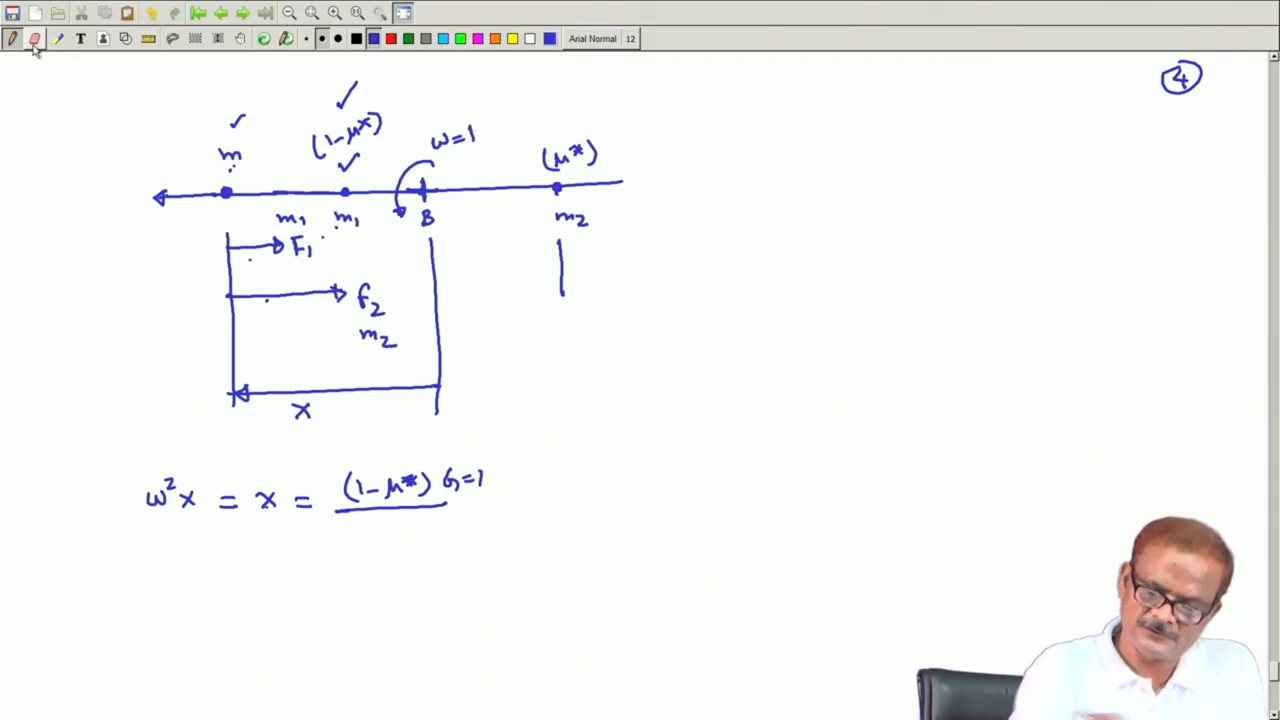 Arial Normal 12
4
(1-μ*)
ω=1
m
(μ*)
m1 m1 B m2
F1
f2
m2
x
ω²x = x = (1-μ*) G=1